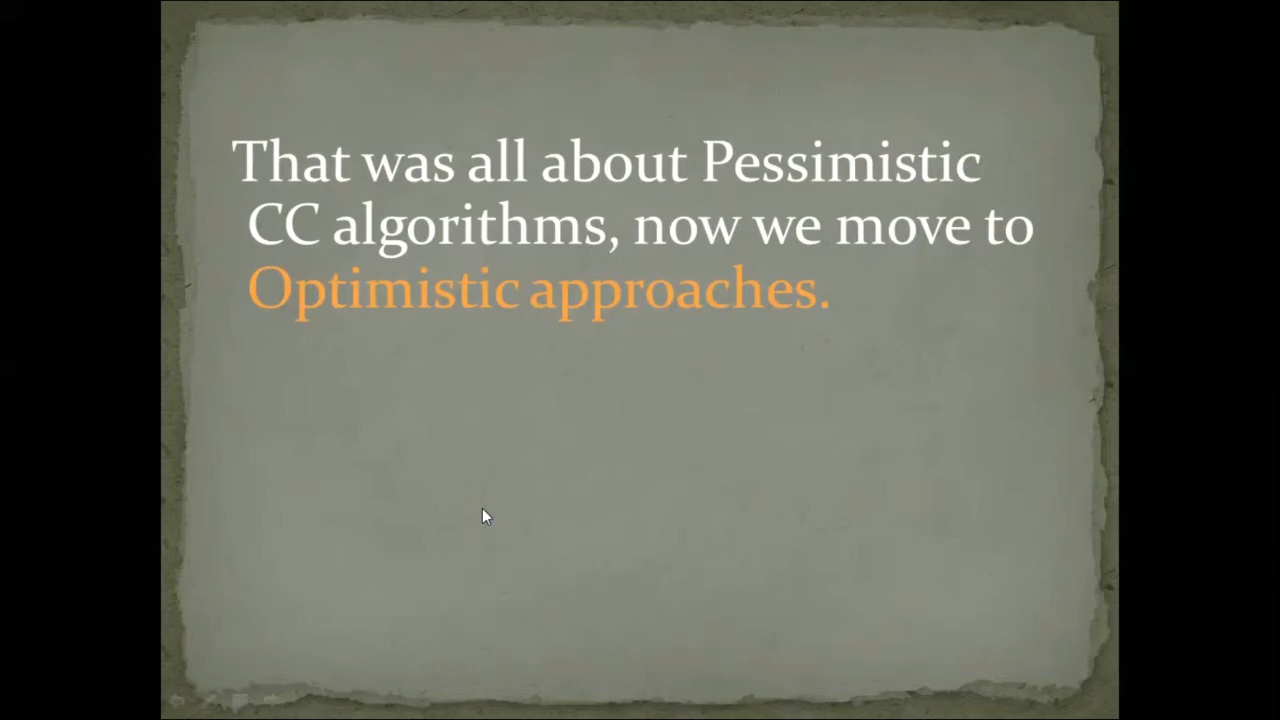 That was all about Pessimistic
CC algorithms, now we move to
Optimistic approaches.